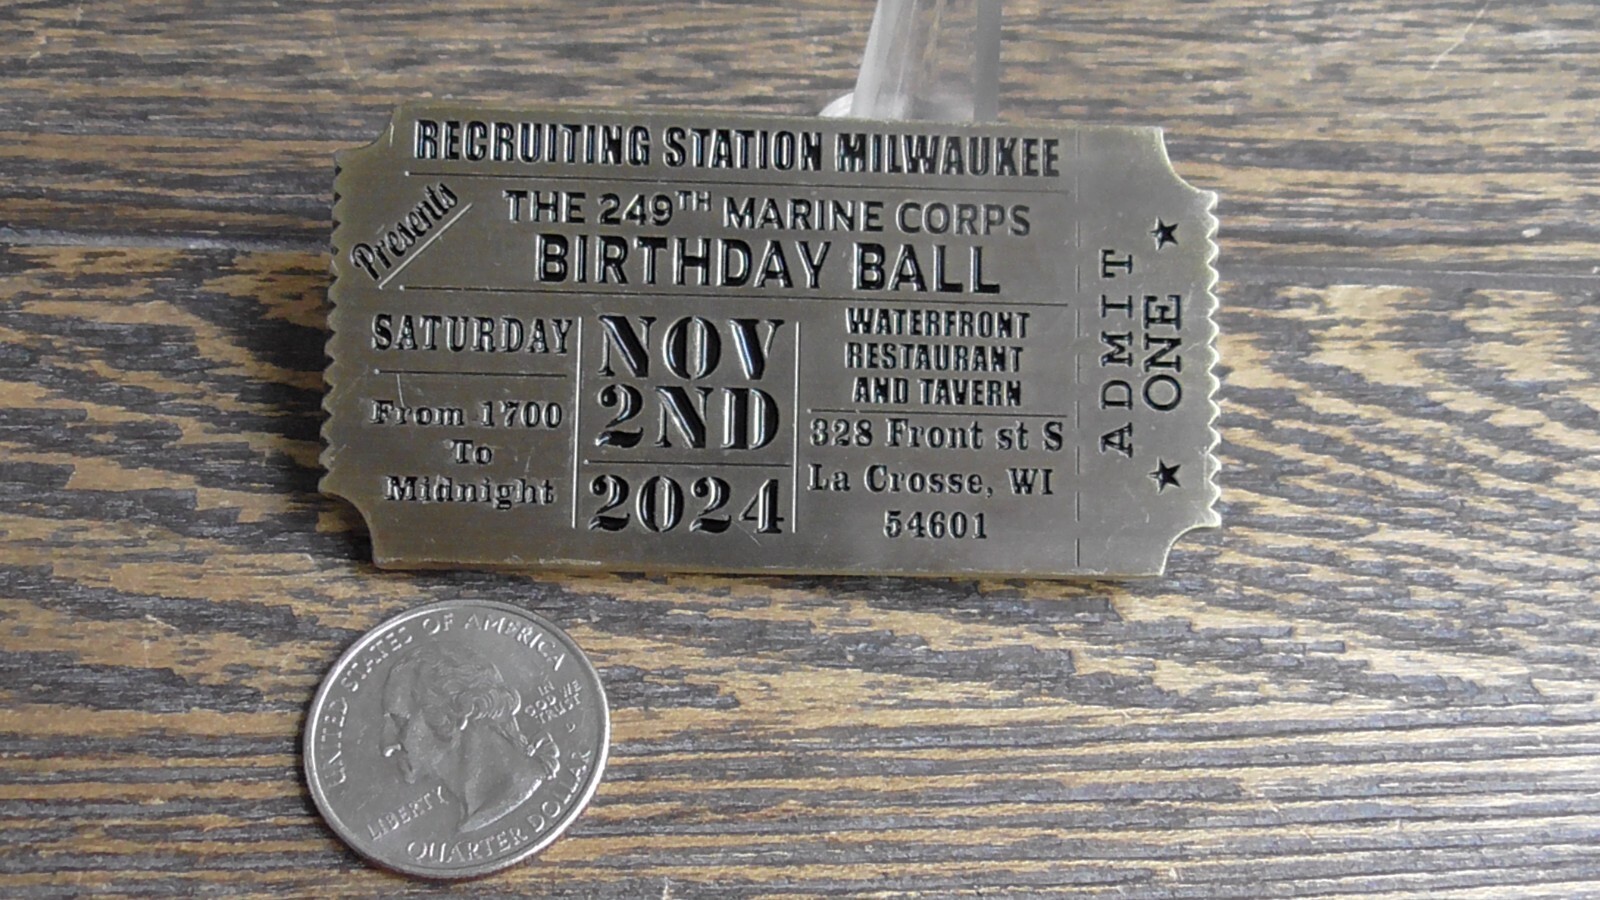 RECRUITING STATION MILWAUKEE
Presents
THE 249TH MARINE CORPS
BIRTHDAY BALL
SATURDAY
From 1700
To
Midnight
NOV
2ND
2024
WATERFRONT
RESTAURANT
AND TAVERN
328 Front st S
La Crosse, WI
54601
ADMIT
ONE
UNITED STATES OF AMERICA
IN
GOD WE
TRUST
LIBERTY
QUARTER DOLLAR